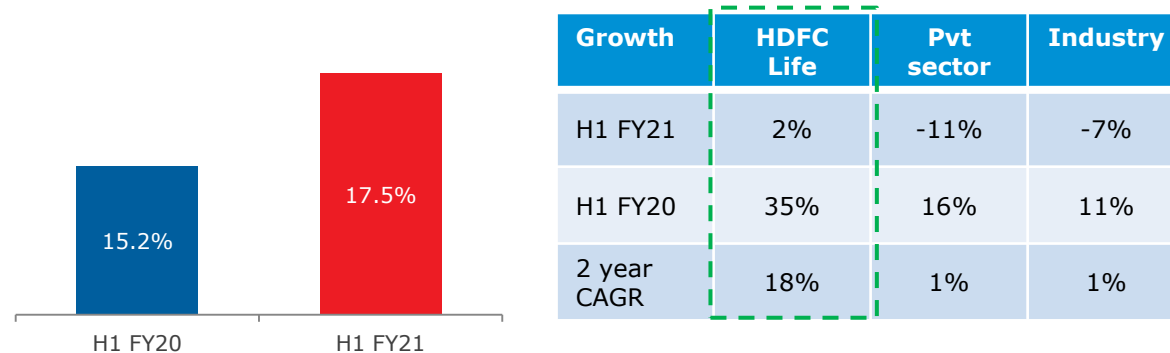 15.2%
17.5%
H1 FY20 H1 FY21
Growth HDFC Life Pvt sector Industry
H1 FY21 2% -11% -7%
H1 FY20 35% 16% 11%
2 year CAGR 18% 1% 1%